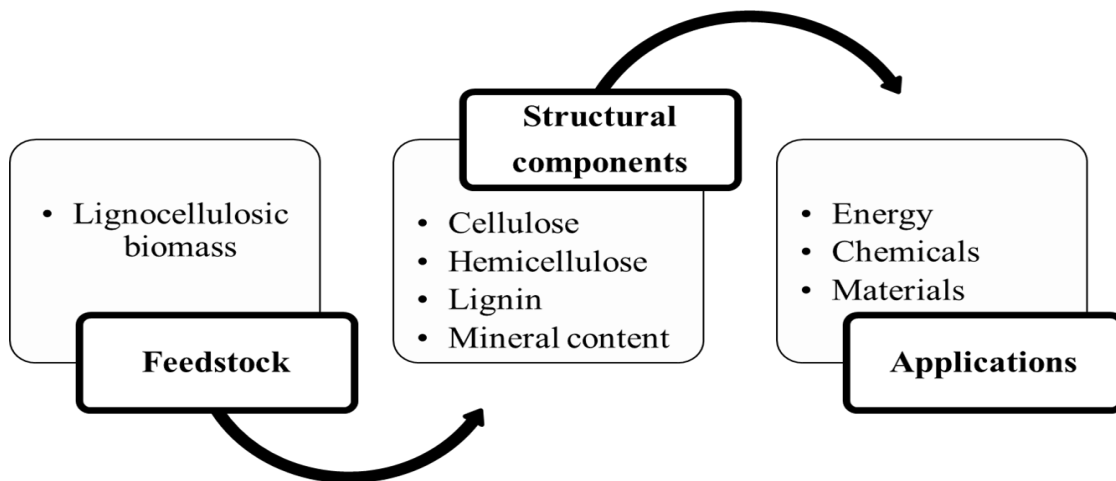 • Lignocellulosic
biomass
Feedstock
Structural
components
• Cellulose
• Hemicellulose
• Lignin
• Mineral content
• Energy
• Chemicals
• Materials
Applications